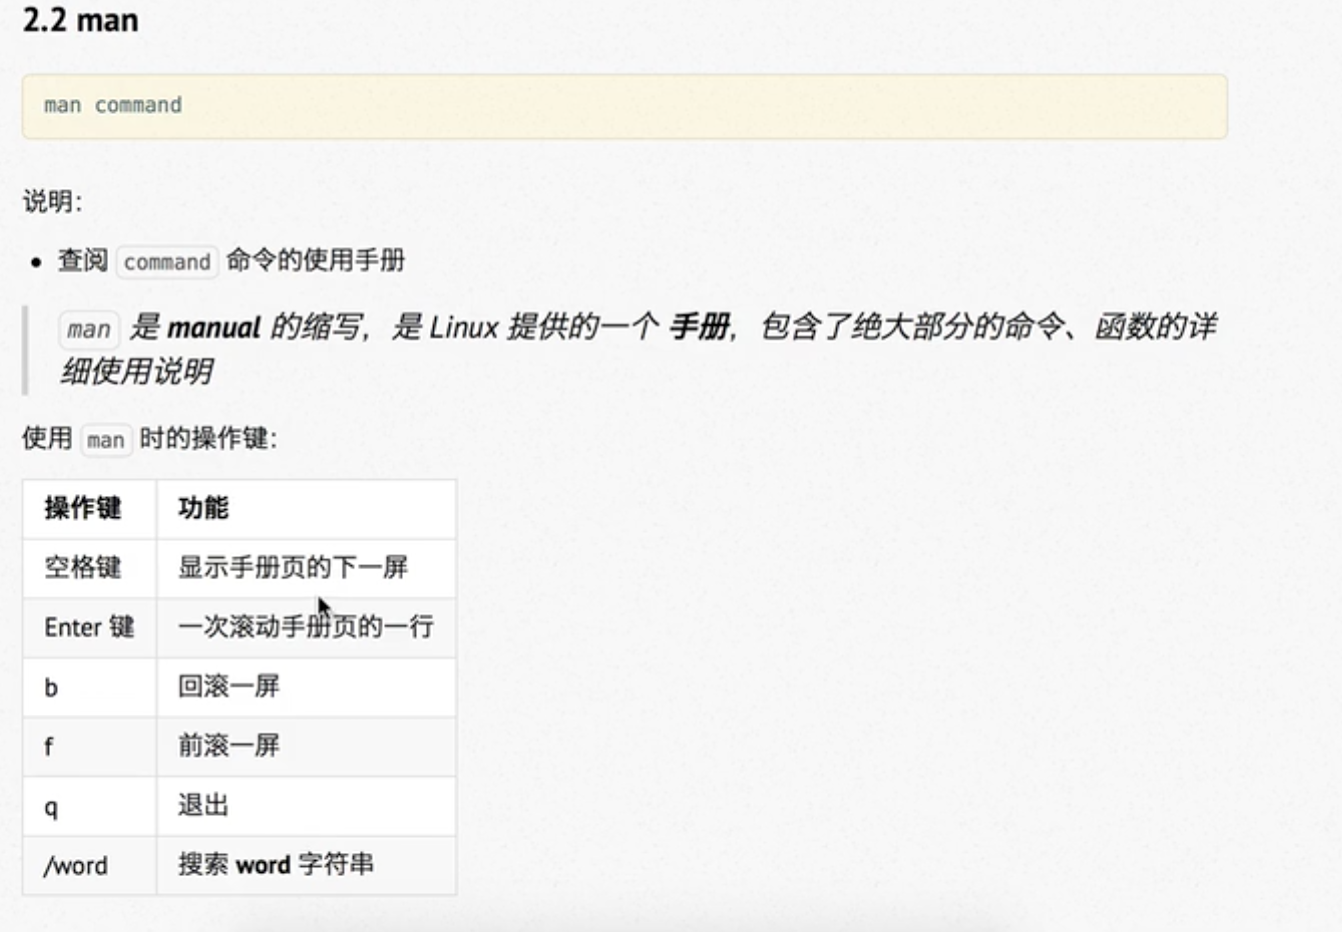 2.2 man
man command
说明：
• 查阅 command 命令的使用手册
man 是 manual 的缩写，是 Linux 提供的一个 手册，包含了绝大部分的命令、函数的详
细使用说明
使用 man 时的操作键：
操作键 功能
空格键 显示手册页的下一屏
Enter 键 一次滚动手册页的一行
b 回滚一屏
f 前滚一屏
q 退出
/word 搜索 word 字符串